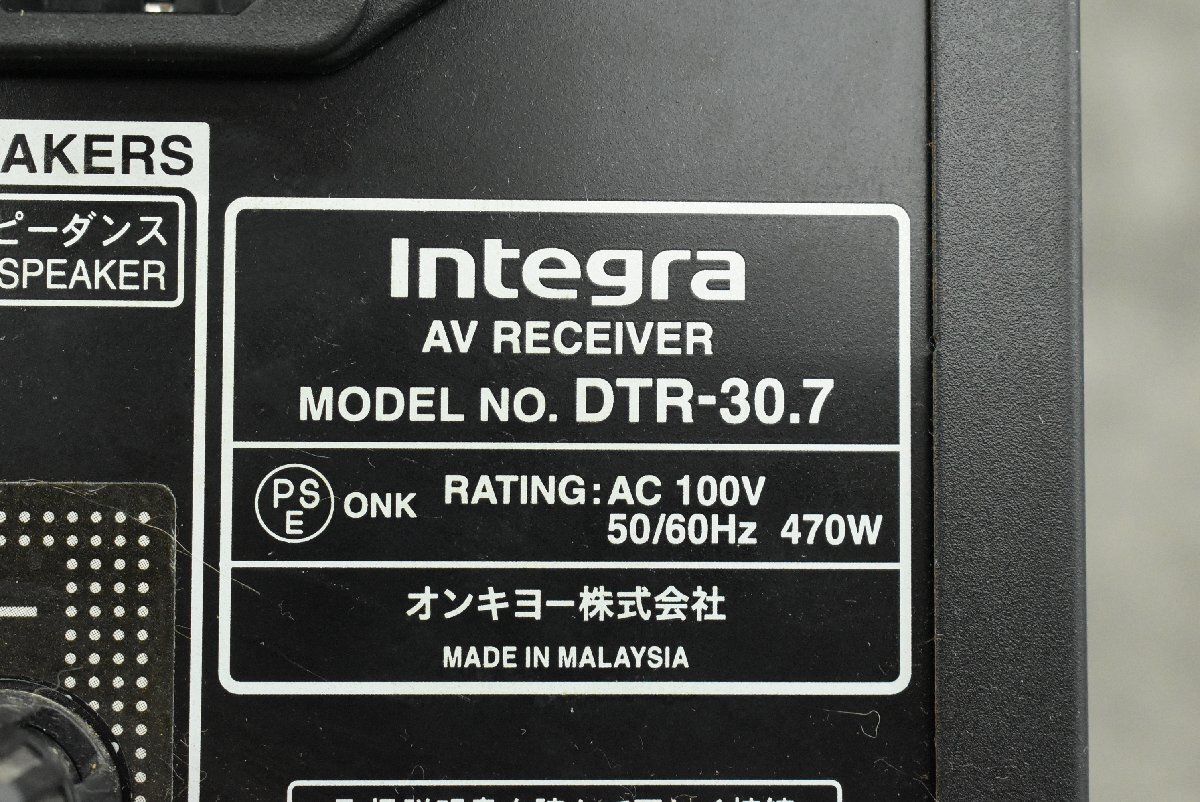 AKERS
ピーダンス
SPEAKER
Integra
AV RECEIVER
MODEL NO. DTR-30.7
PSE ONK RATING: AC 100V
50/60Hz 470W
オンキヨー株式会社
MADE IN MALAYSIA